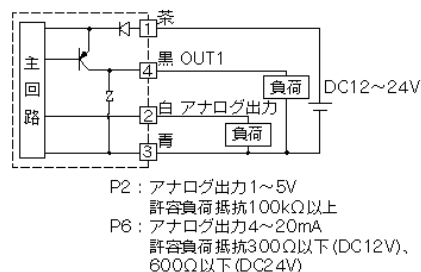 茶
1
主回路
黒 OUT1
4
負荷
DC12～24V
白 アナログ出力
2
負荷
青
3
P2：アナログ出力1～5V
許容負荷抵抗100kΩ以上
P6：アナログ出力4～20mA
許容負荷抵抗300Ω以下(DC12V)、
600Ω以下(DC24V)